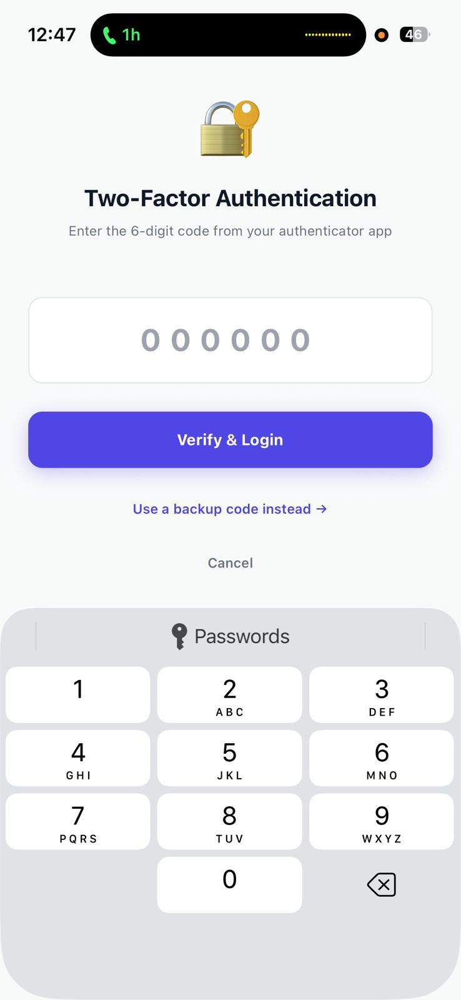 12:47 1h 46
Two-Factor Authentication
Enter the 6-digit code from your authenticator app
000000
Verify & Login
Use a backup code instead →
Cancel
Passwords
1 2 3
ABC DEF
4 5 6
GHI JKL MNO
7 8 9
PQRS TUV WXYZ
0